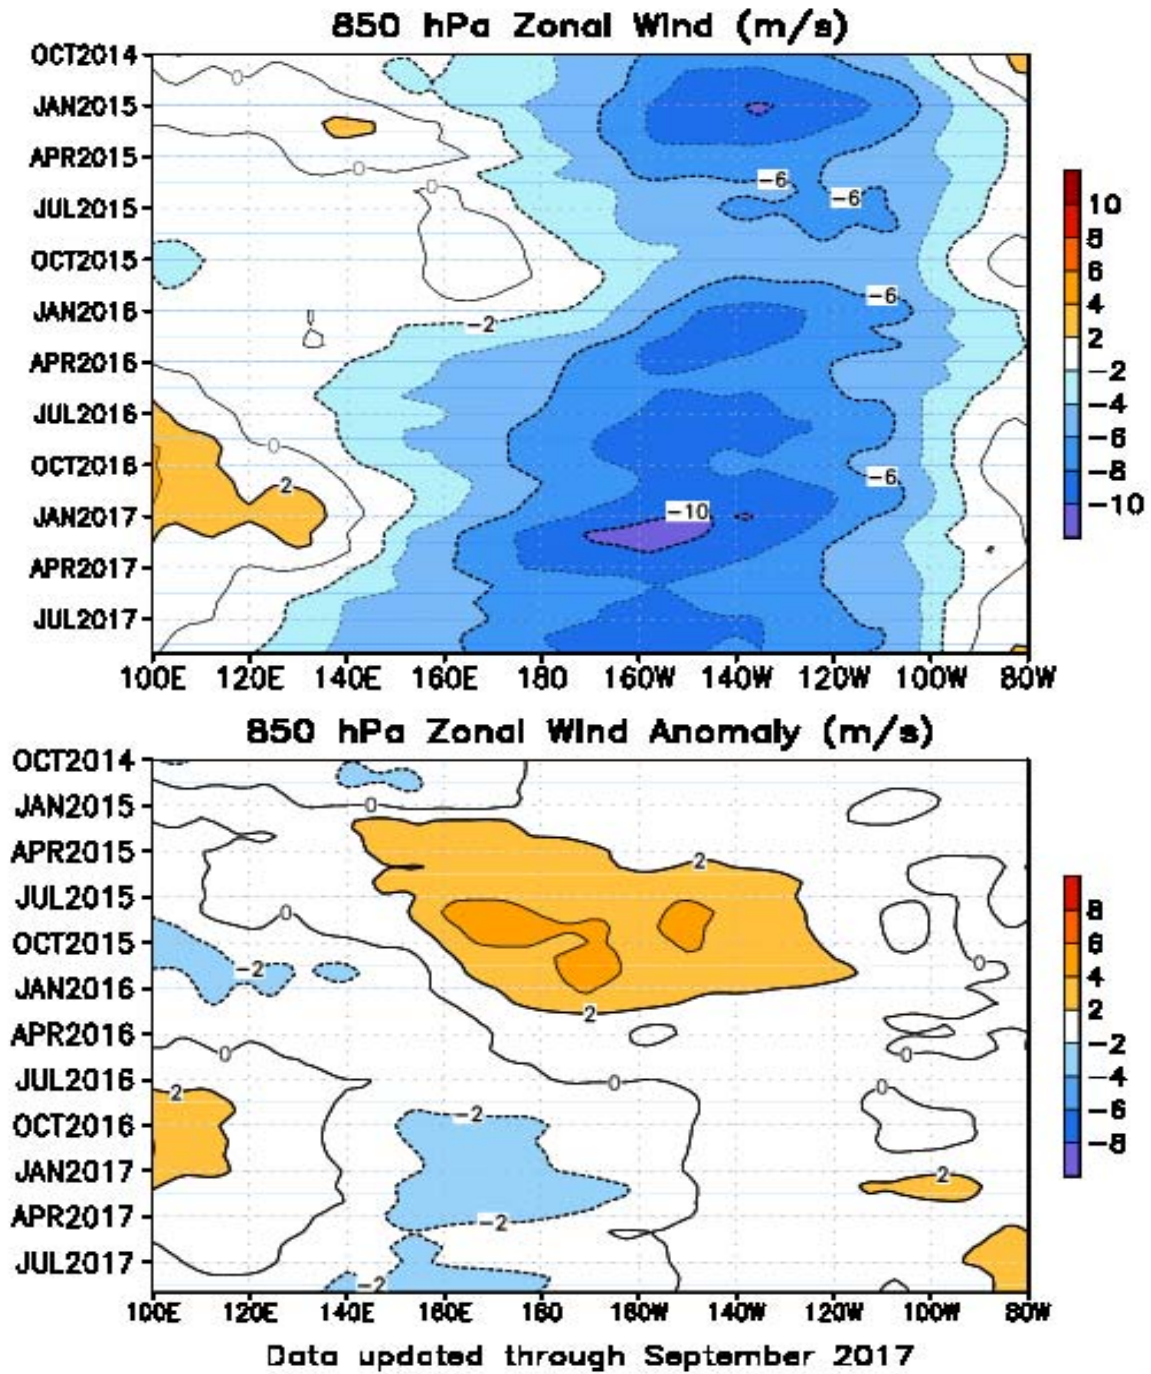 850 hPa Zonal Wind (m/s)
OCT2014
JAN2015
APR2015
JUL2015
OCT2015
JAN2016
APR2016
JUL2016
OCT2016
JAN2017
APR2017
JUL2017
0
0
0
-6
-6
-6
-2
0
2
-6
-10
100E 120E 140E 160E 180 160W 140W 120W 100W 80W
10
8
6
4
2
-2
-4
-6
-8
-10
850 hPa Zonal Wind Anomaly (m/s)
OCT2014
JAN2015
APR2015
JUL2015
OCT2015
JAN2016
APR2016
JUL2016
OCT2016
JAN2017
APR2017
JUL2017
0
2
0
-2
0
2
0
0
0
0
2
-2
2
-2
-2
100E 120E 140E 160E 180 160W 140W 120W 100W 80W
8
6
4
2
-2
-4
-6
-8
Data updated through September 2017